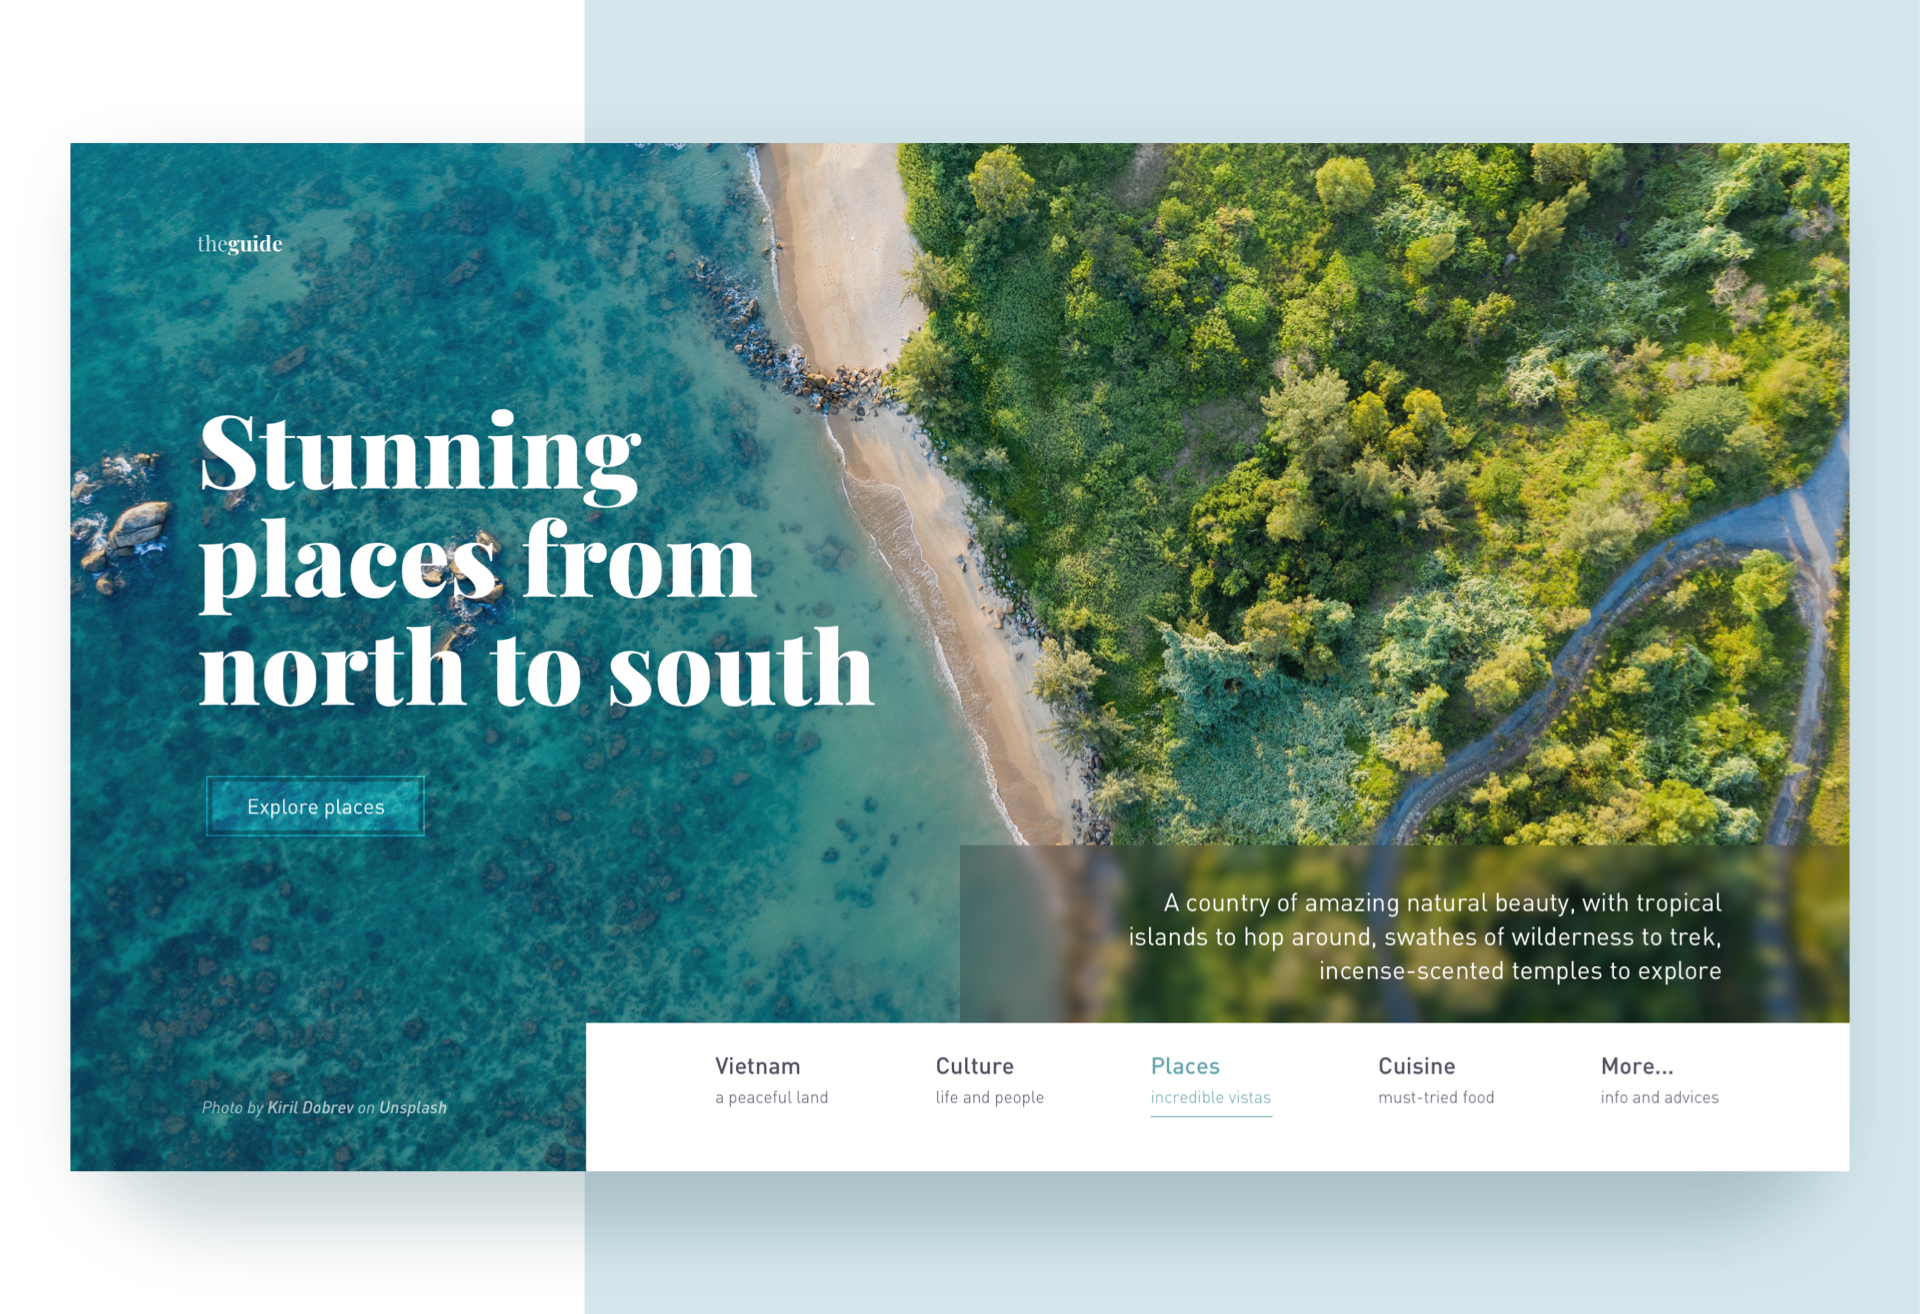 theguide
Stunning
places from
north to south
Explore places
A country of amazing natural beauty, with tropical
islands to hop around, swathes of wilderness to trek,
incense-scented temples to explore
Vietnam
a peaceful land
Culture
life and people
Places
incredible vistas
Cuisine
must-tried food
More...
info and advices
Photo by Kiril Dobrev on Unsplash